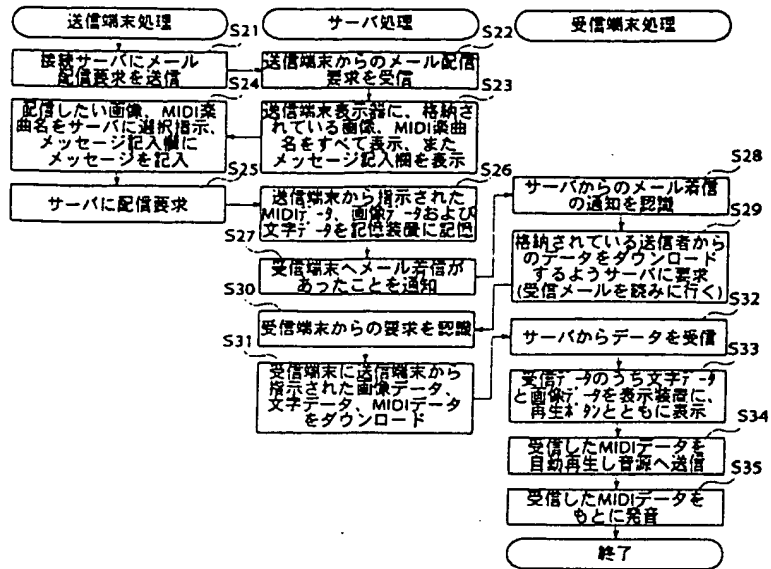 送信端末処理
サーバ処理
受信端末処理
S21
接続サーバにメール
配信要求を送信
S22
送信端末からのメール配信
要求を受信
S23
送信端末表示器に、格納さ
れている画像、MIDI楽曲
名をすべて表示、また
メッセージ記入欄を表示
S24
配信したい画像、MIDI楽
曲名をサーバに選択指示、
メッセージ記入欄に
メッセージを記入
S25
サーバに配信要求
S26
送信端末から指示された
MIDIデータ、画像データおよび
文字データを記憶装置に記憶
S27
受信端末へメール着信が
あったことを通知
S28
サーバからのメール着信
の通知を認識
S29
格納されている送信者から
のデータをダウンロード
するようサーバに要求
(受信メールを読みに行く)
S30
受信端末からの要求を認識
S31
受信端末に送信端末から
指示された画像データ、
文字データ、MIDIデータ
をダウンロード
S32
サーバからデータを受信
S33
受信データのうち文字データ
と画像データを表示装置に、
再生ボタンとともに表示
S34
受信したMIDIデータを
自動再生し音源へ送信
S35
受信したMIDIデータを
もとに発音
終了